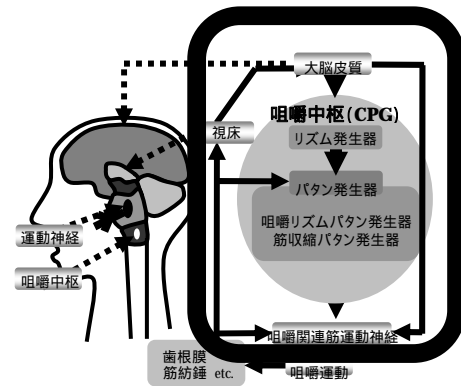 大脳皮質
咀嚼中枢(CPG)
視床
リズム発生器
パタン発生器
咀嚼リズムパタン発生器
筋収縮パタン発生器
運動神経
咀嚼中枢
咀嚼関連筋運動神経
歯根膜
筋紡錘 etc.
咀嚼運動